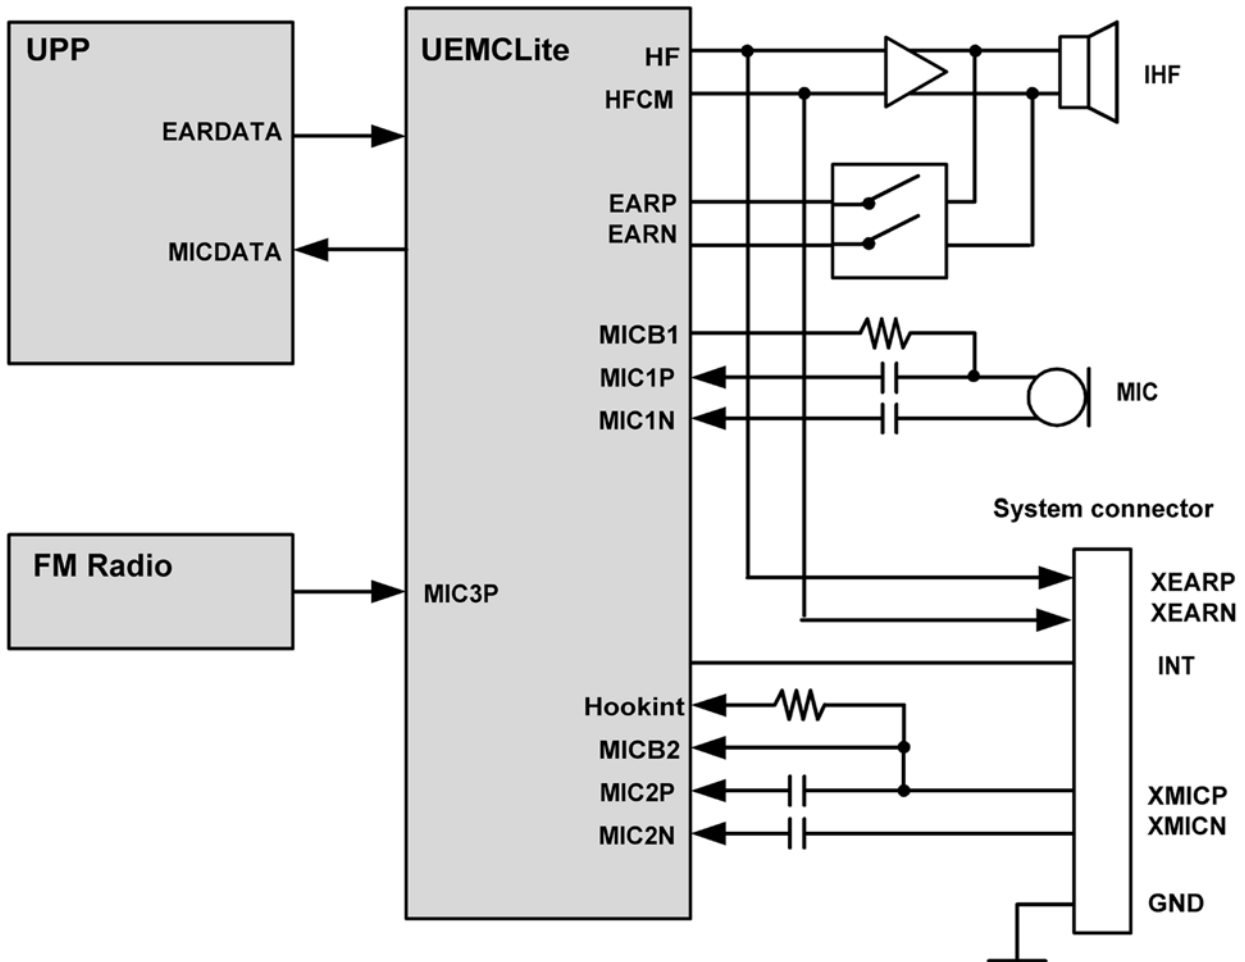 UPP
EARDATA
MICDATA
FM Radio
UEMCLite
HF
HFCM
EARP
EARN
MICB1
MIC1P
MIC1N
MIC3P
Hookint
MICB2
MIC2P
MIC2N
IHF
MIC
System connector
XEARP
XEARN
INT
XMICP
XMICN
GND